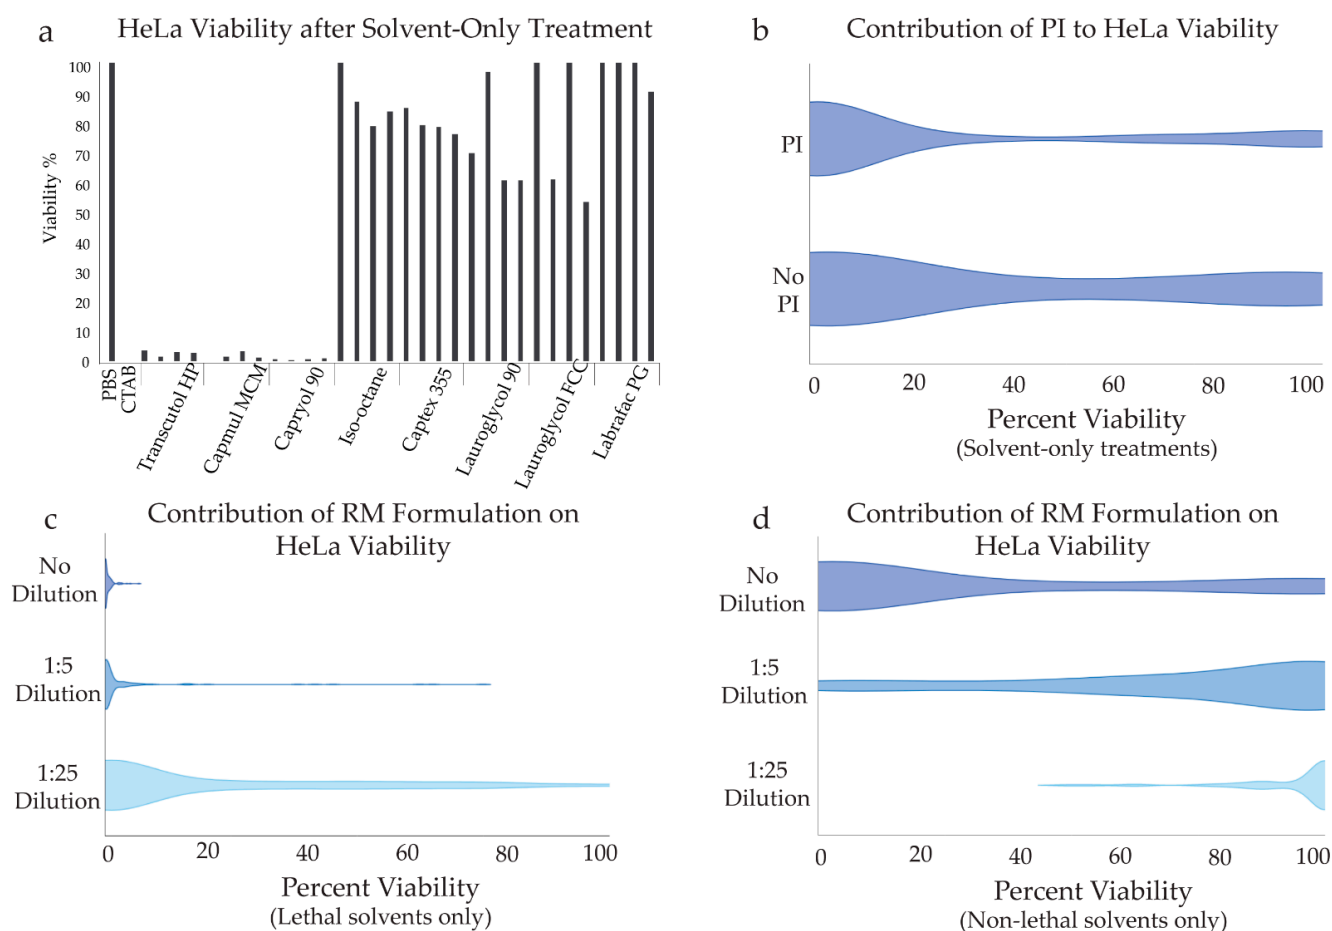 a
HeLa Viability after Solvent-Only Treatment
Viability %
100
90
80
70
60
50
40
30
20
10
0
PBS
CTAB
Transcutol HP
Capmul MCM
Capryol 90
Iso-octane
Captex 355
Lauroglycol 90
Lauroglycol FCC
Labrafac PG
b
Contribution of PI to HeLa Viability
PI
No
PI
0 20 40 60 80 100
Percent Viability
(Solvent-only treatments)
c
Contribution of RM Formulation on
HeLa Viability
No
Dilution
1:5
Dilution
1:25
Dilution
0 20 40 60 80 100
Percent Viability
(Lethal solvents only)
d
Contribution of RM Formulation on
HeLa Viability
No
Dilution
1:5
Dilution
1:25
Dilution
0 20 40 60 80 100
Percent Viability
(Non-lethal solvents only)